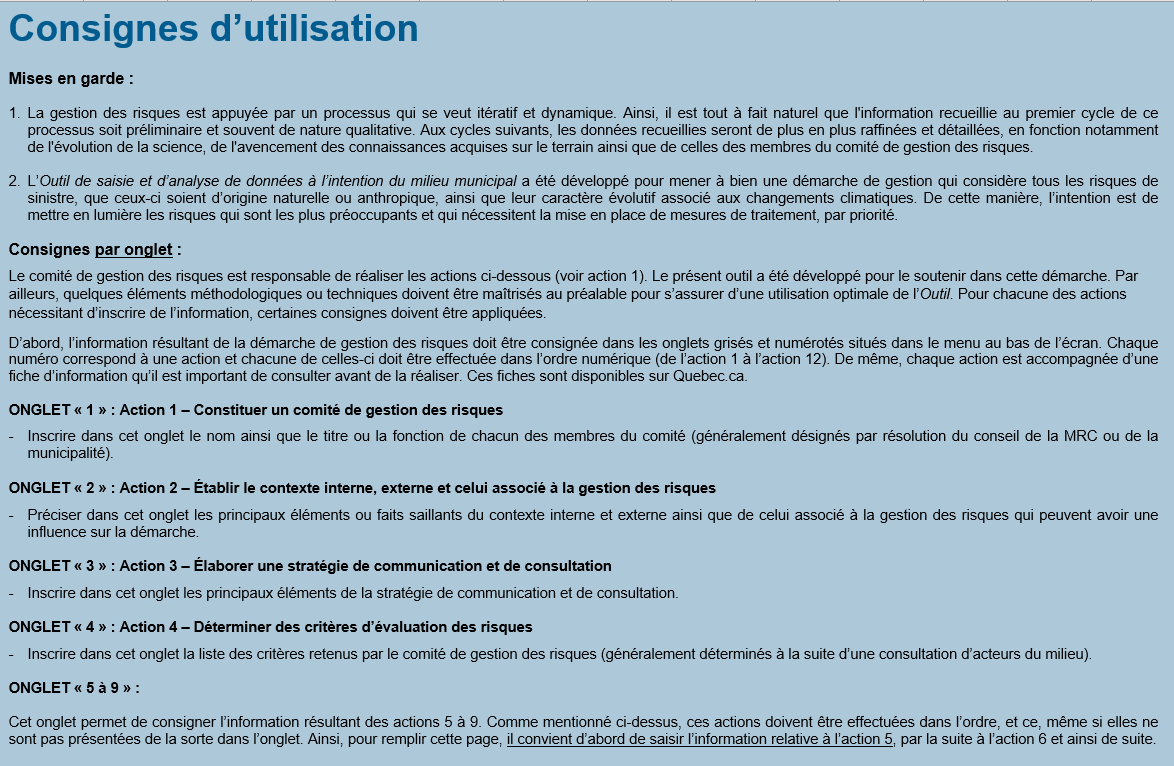 Consignes d’utilisation
Mises en garde :
1. La gestion des risques est appuyée par un processus qui se veut itératif et dynamique. Ainsi, il est tout à fait naturel que l'information recueillie au premier cycle de ce
processus soit préliminaire et souvent de nature qualitative. Aux cycles suivants, les données recueillies seront de plus en plus raffinées et détaillées, en fonction notamment
de l'évolution de la science, de l'avencement des connaissances acquises sur le terrain ainsi que de celles des membres du comité de gestion des risques.
2. L’Outil de saisie et d’analyse de données à l’intention du milieu municipal a été développé pour mener à bien une démarche de gestion qui considère tous les risques de
sinistre, que ceux-ci soient d’origine naturelle ou anthropique, ainsi que leur caractère évolutif associé aux changements climatiques. De cette manière, l’intention est de
mettre en lumière les risques qui sont les plus préoccupants et qui nécessitent la mise en place de mesures de traitement, par priorité.
Consignes par onglet :
Le comité de gestion des risques est responsable de réaliser les actions ci-dessous (voir action 1). Le présent outil a été développé pour le soutenir dans cette démarche. Par
ailleurs, quelques éléments méthodologiques ou techniques doivent être maîtrisés au préalable pour s’assurer d’une utilisation optimale de l’Outil. Pour chacune des actions
nécessitant d’inscrire de l’information, certaines consignes doivent être appliquées.
D’abord, l’information résultant de la démarche de gestion des risques doit être consignée dans les onglets grisés et numérotés situés dans le menu au bas de l’écran. Chaque
numéro correspond à une action et chacune de celles-ci doit être effectuée dans l’ordre numérique (de l’action 1 à l’action 12). De même, chaque action est accompagnée d’une
fiche d’information qu’il est important de consulter avant de la réaliser. Ces fiches sont disponibles sur Quebec.ca.
ONGLET « 1 » : Action 1 – Constituer un comité de gestion des risques
- Inscrire dans cet onglet le nom ainsi que le titre ou la fonction de chacun des membres du comité (généralement désignés par résolution du conseil de la MRC ou de la
municipalité).
ONGLET « 2 » : Action 2 – Établir le contexte interne, externe et celui associé à la gestion des risques
- Préciser dans cet onglet les principaux éléments ou faits saillants du contexte interne et externe ainsi que de celui associé à la gestion des risques qui peuvent avoir une
influence sur la démarche.
ONGLET « 3 » : Action 3 – Élaborer une stratégie de communication et de consultation
- Inscrire dans cet onglet les principaux éléments de la stratégie de communication et de consultation.
ONGLET « 4 » : Action 4 – Déterminer des critères d’évaluation des risques
- Inscrire dans cet onglet la liste des critères retenus par le comité de gestion des risques (généralement déterminés à la suite d’une consultation d’acteurs du milieu).
ONGLET « 5 à 9 » :
Cet onglet permet de consigner l’information résultant des actions 5 à 9. Comme mentionné ci-dessus, ces actions doivent être effectuées dans l’ordre, et ce, même si elles ne
sont pas présentées de la sorte dans l’onglet. Ainsi, pour remplir cette page, il convient d’abord de saisir l’information relative à l’action 5, par la suite à l’action 6 et ainsi de suite.